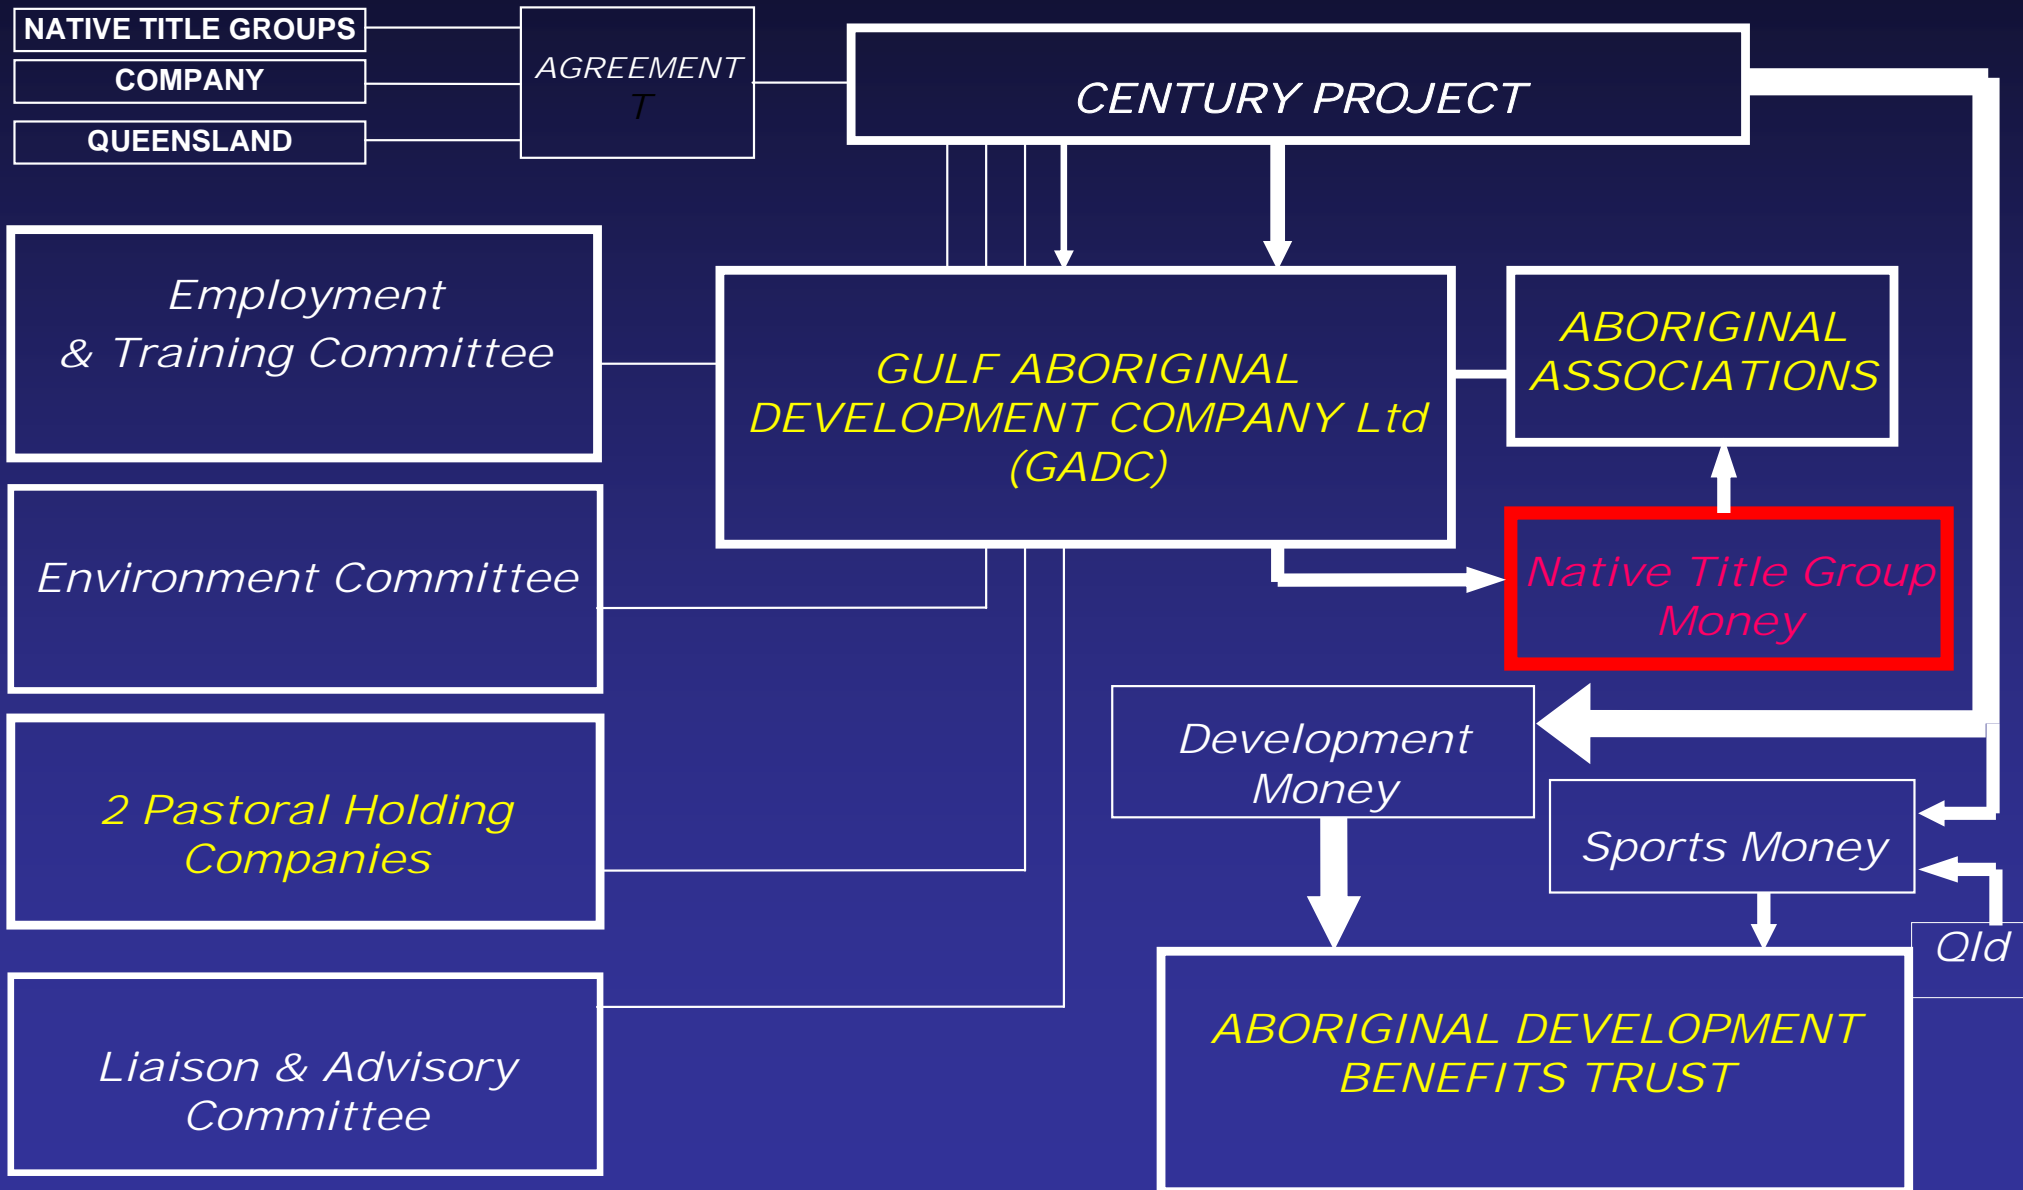 NATIVE TITLE GROUPS
COMPANY
QUEENSLAND
AGREEMENT
T
CENTURY PROJECT
Employment
& Training Committee
GULF ABORIGINAL
DEVELOPMENT COMPANY Ltd
(GADC)
ABORIGINAL
ASSOCIATIONS
Environment Committee
Native Title Group
Money
2 Pastoral Holding
Companies
Development
Money
Sports Money
Qld
Liaison & Advisory
Committee
ABORIGINAL DEVELOPMENT
BENEFITS TRUST